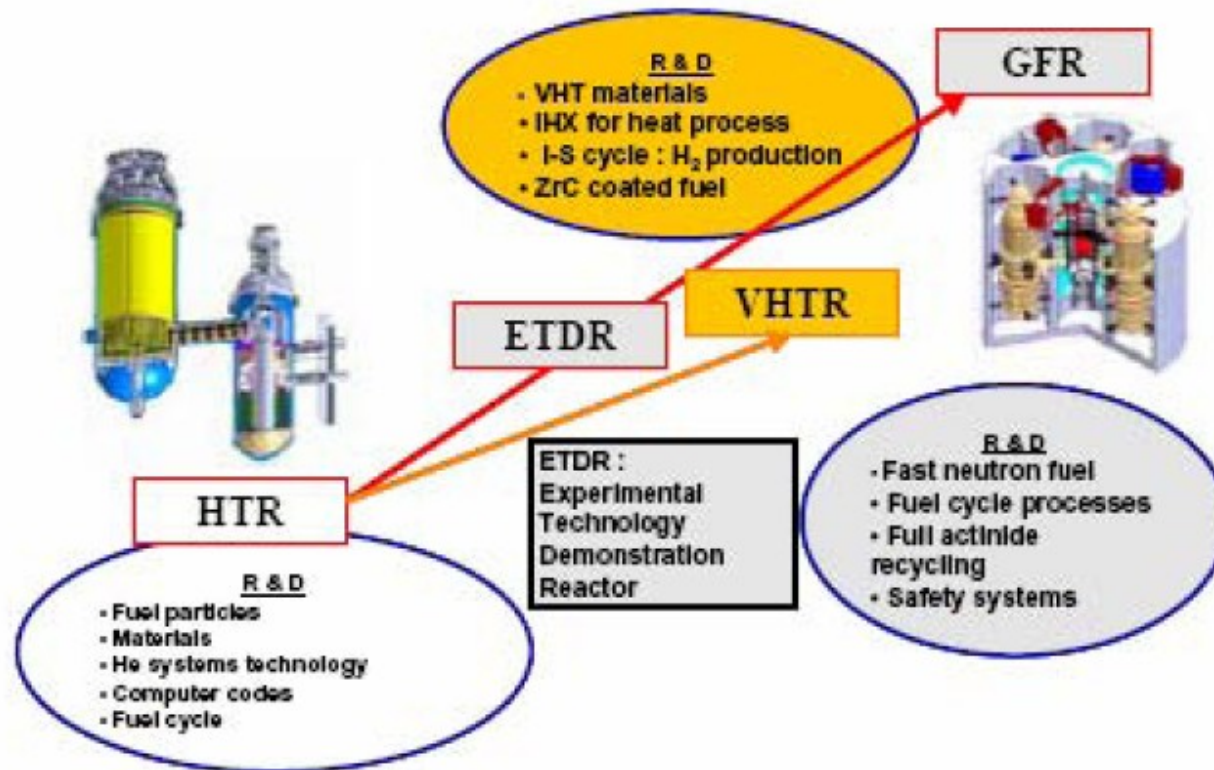 R & D
- VHT materials
• IHX for heat process
• I-S cycle : H₂ production
• ZrC coated fuel
GFR
VHTR
ETDR
HTR
ETDR :
Experimental
Technology
Demonstration
Reactor
R & D
- Fast neutron fuel
• Fuel cycle processes
• Full actinide
recycling
• Safety systems
R & D
- Fuel particles
- Materials
- He systems technology
- Computer codes
- Fuel cycle